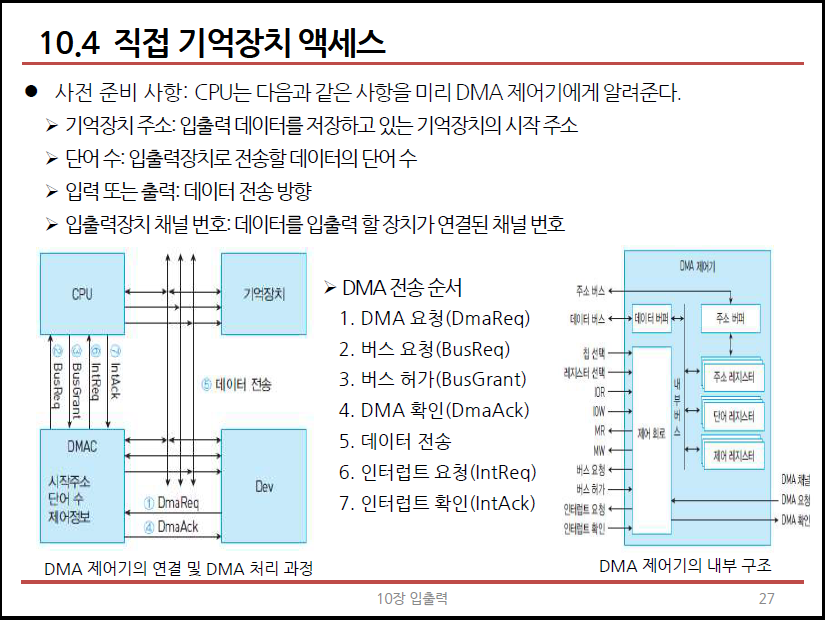 10.4 직접 기억장치 액세스
● 사전 준비 사항: CPU는 다음과 같은 사항을 미리 DMA 제어기에게 알려준다.
➢ 기억장치 주소: 입출력 데이터를 저장하고 있는 기억장치의 시작 주소
➢ 단어 수: 입출력장치로 전송할 데이터의 단어 수
➢ 입력 또는 출력: 데이터 전송 방향
➢ 입출력장치 채널 번호: 데이터를 입출력 할 장치가 연결된 채널 번호
CPU
기억장치
② BusReq
③ BusGrant
⑥ IntReq
⑦ IntAck
⑤ 데이터 전송
DMAC
시작주소
단어 수
제어정보
Dev
① DmaReq
④ DmaAck
DMA 제어기의 연결 및 DMA 처리 과정
➢ DMA 전송 순서
1. DMA 요청(DmaReq)
2. 버스 요청(BusReq)
3. 버스 허가(BusGrant)
4. DMA 확인(DmaAck)
5. 데이터 전송
6. 인터럽트 요청(IntReq)
7. 인터럽트 확인(IntAck)
DMA 제어기
주소 버스
데이터 버스
데이터 버퍼
주소 버퍼
칩 선택
레지스터 선택
IOR
IOW
MR
MW
버스 요청
버스 허가
인터럽트 요청
인터럽트 확인
제어 회로
내부 버스
주소 레지스터
단어 레지스터
제어 레지스터
DMA 채널
DMA 요청
DMA 확인
DMA 제어기의 내부 구조
10장 입출력
27